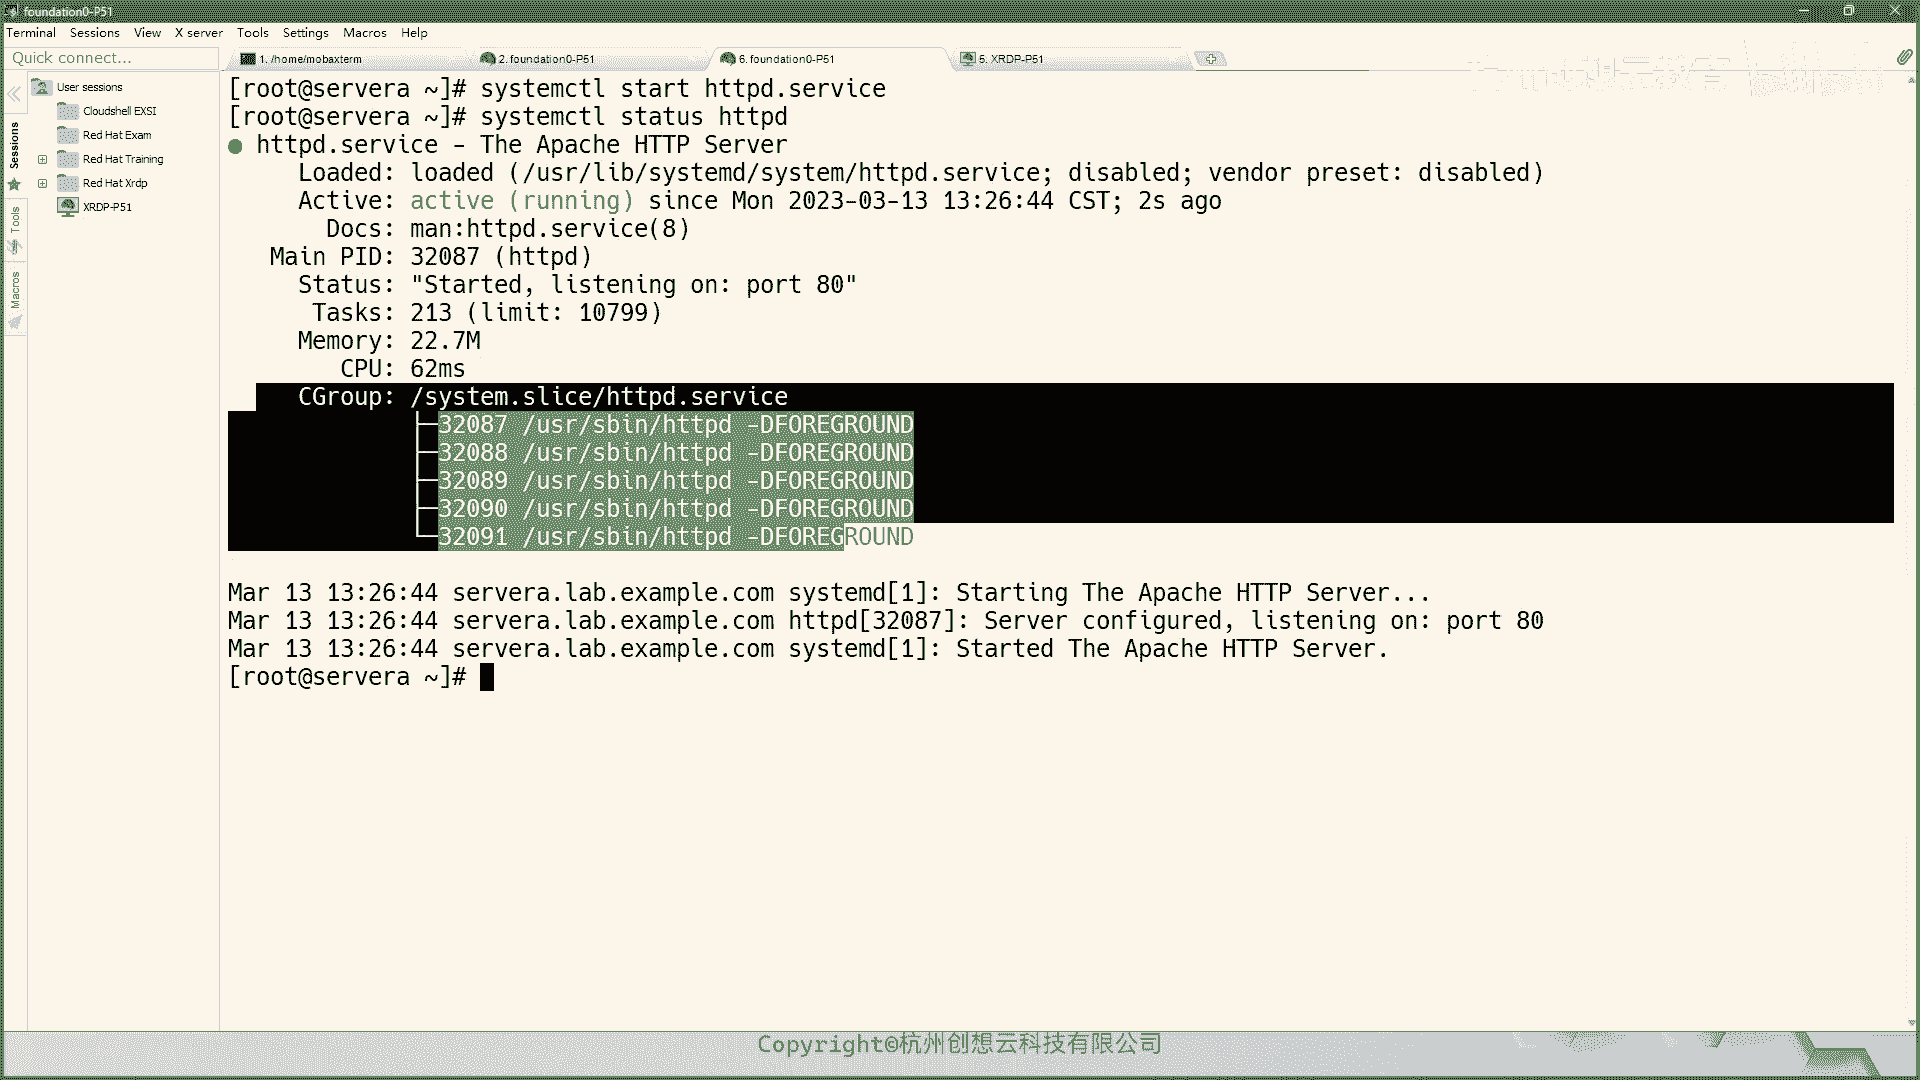 foundation0-P51
Terminal Sessions View X server Tools Settings Macros Help
Quick connect...
1. /home/mobaxterm
2. foundation0-P51
6. foundation0-P51
5. XRDP-P51
User sessions
Cloudshell EXSI
Red Hat Exam
Red Hat Training
Red Hat Xrdp
XRDP-P51
Sessions
Tools
Macros
[root@servera ~]# systemctl start httpd.service
[root@servera ~]# systemctl status httpd
● httpd.service - The Apache HTTP Server
Loaded: loaded (/usr/lib/systemd/system/httpd.service; disabled; vendor preset: disabled)
Active: active (running) since Mon 2023-03-13 13:26:44 CST; 2s ago
Docs: man:httpd.service(8)
Main PID: 32087 (httpd)
Status: "Started, listening on: port 80"
Tasks: 213 (limit: 10799)
Memory: 22.7M
CPU: 62ms
CGroup: /system.slice/httpd.service
├─32087 /usr/sbin/httpd -DFOREGROUND
├─32088 /usr/sbin/httpd -DFOREGROUND
├─32089 /usr/sbin/httpd -DFOREGROUND
├─32090 /usr/sbin/httpd -DFOREGROUND
└─32091 /usr/sbin/httpd -DFOREGROUND
Mar 13 13:26:44 servera.lab.example.com systemd[1]: Starting The Apache HTTP Server...
Mar 13 13:26:44 servera.lab.example.com httpd[32087]: Server configured, listening on: port 80
Mar 13 13:26:44 servera.lab.example.com systemd[1]: Started The Apache HTTP Server.
[root@servera ~]#
Copyright©杭州创想云科技有限公司